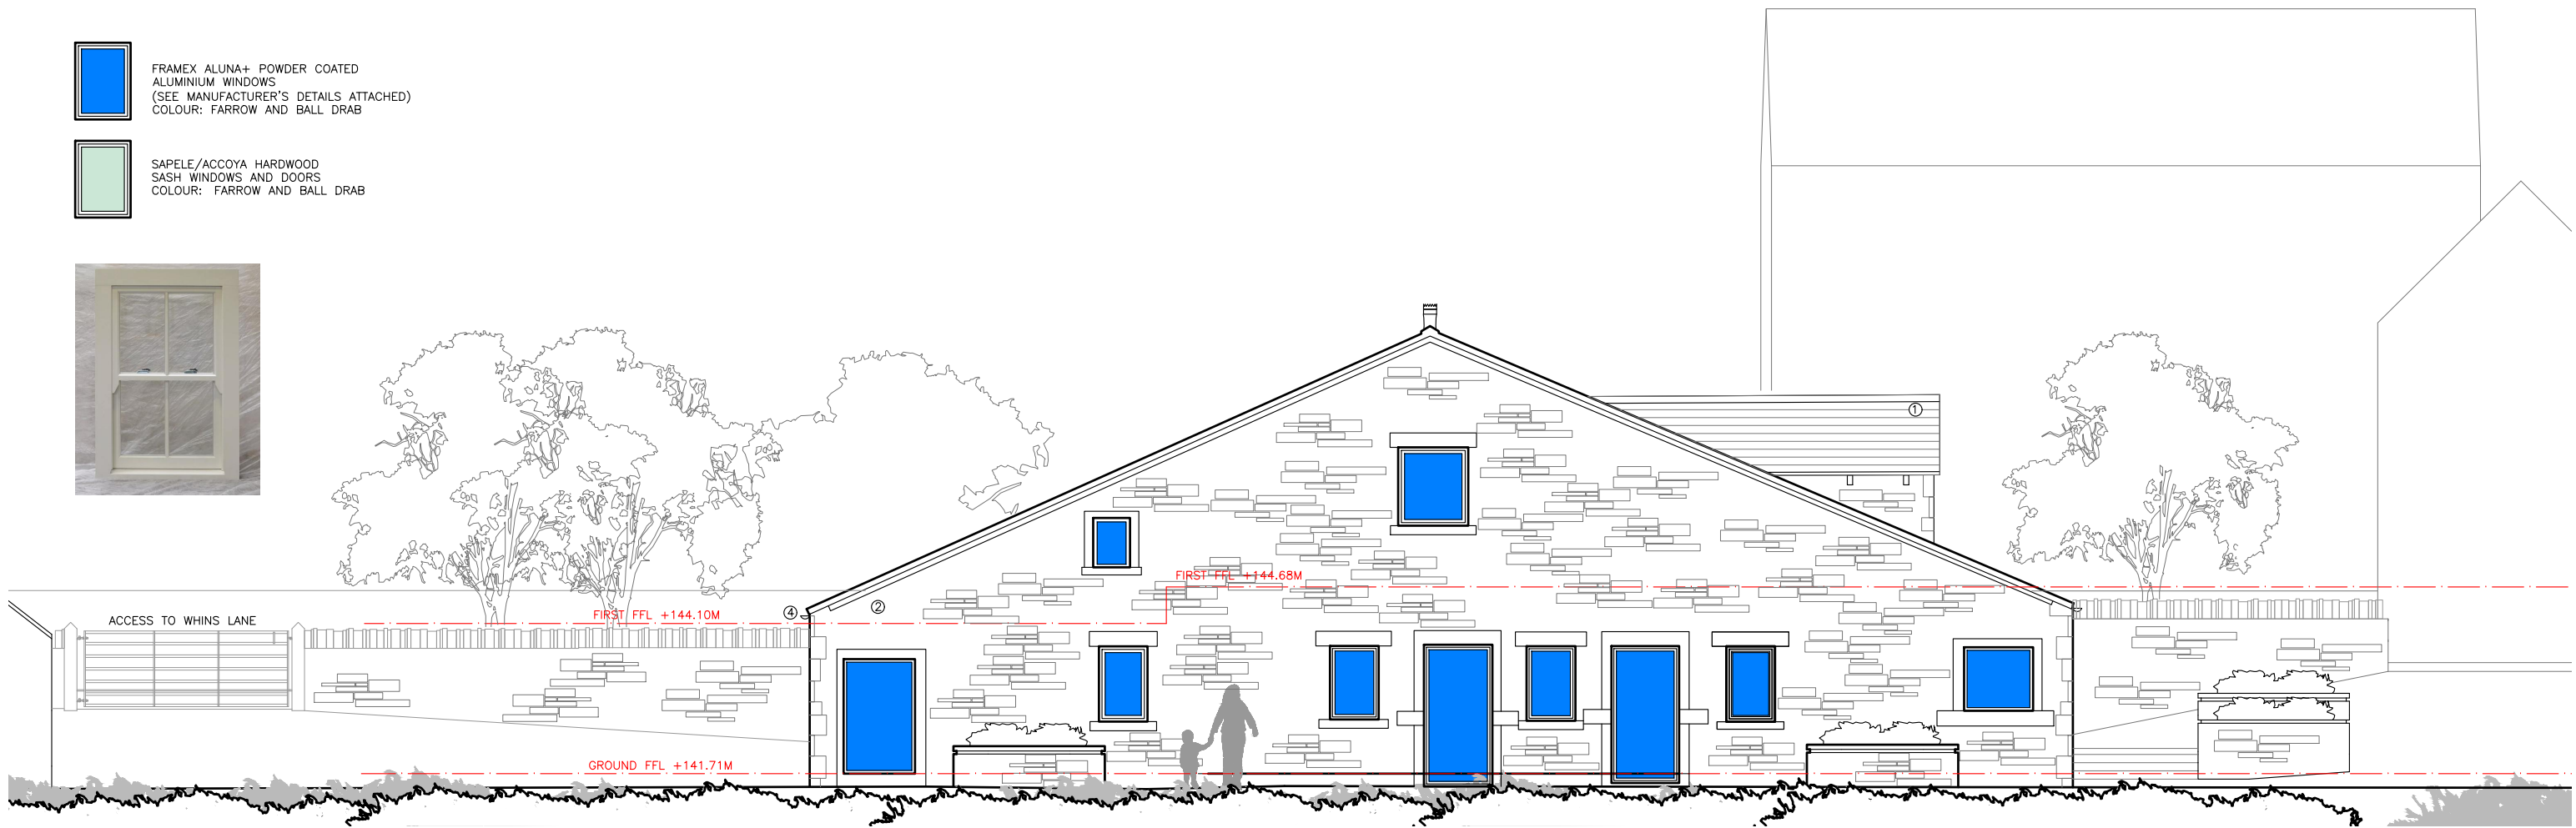 FRAMEX ALUNA+ POWDER COATED
ALUMINIUM WINDOWS
(SEE MANUFACTURER'S DETAILS ATTACHED)
COLOUR: FARROW AND BALL DRAB
SAPELE/ACCOYA HARDWOOD
SASH WINDOWS AND DOORS
COLOUR: FARROW AND BALL DRAB
1
FIRST FFL +144.68M
4
2
FIRST FFL +144.10M
ACCESS TO WHINS LANE
GROUND FFL +141.71M